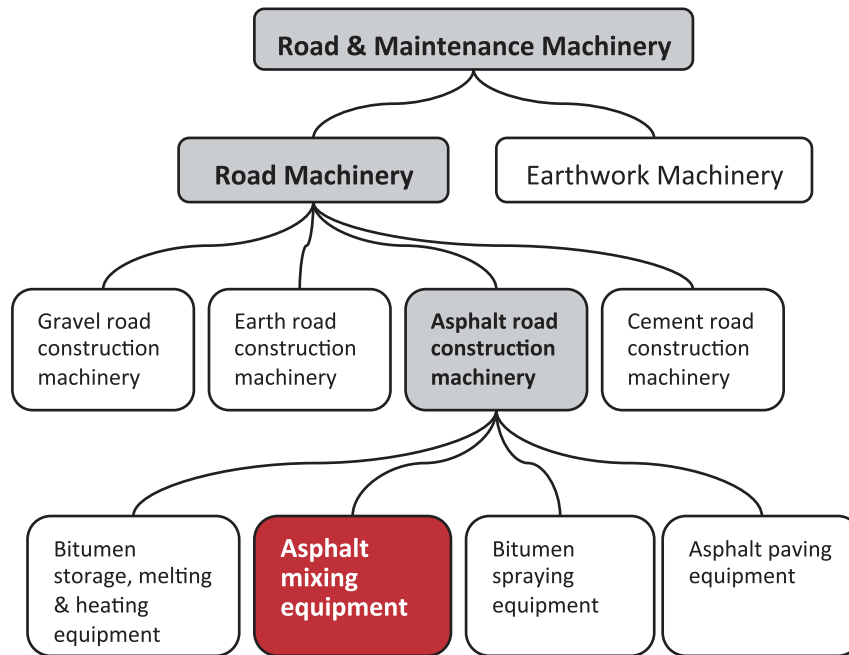 Road & Maintenance Machinery
Road Machinery
Earthwork Machinery
Gravel road
construction
machinery
Earth road
construction
machinery
Asphalt road
construction
machinery
Cement road
construction
machinery
Bitumen
storage, melting
& heating
equipment
Asphalt
mixing
equipment
Bitumen
spraying
equipment
Asphalt paving
equipment